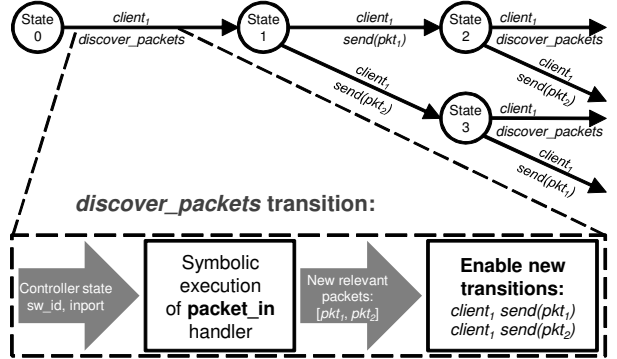 State
0
client₁
discover_packets
State
1
client₁
send(pkt₁)
State
2
client₁
discover_packets
client₁
send(pkt₂)
client₁
send(pkt₂)
State
3
client₁
discover_packets
client₁
send(pkt₁)
discover_packets transition:
Controller state
sw_id, inport
Symbolic
execution
of packet_in
handler
New relevant
packets:
[pkt₁, pkt₂]
Enable new
transitions:
client₁ send(pkt₁)
client₁ send(pkt₂)